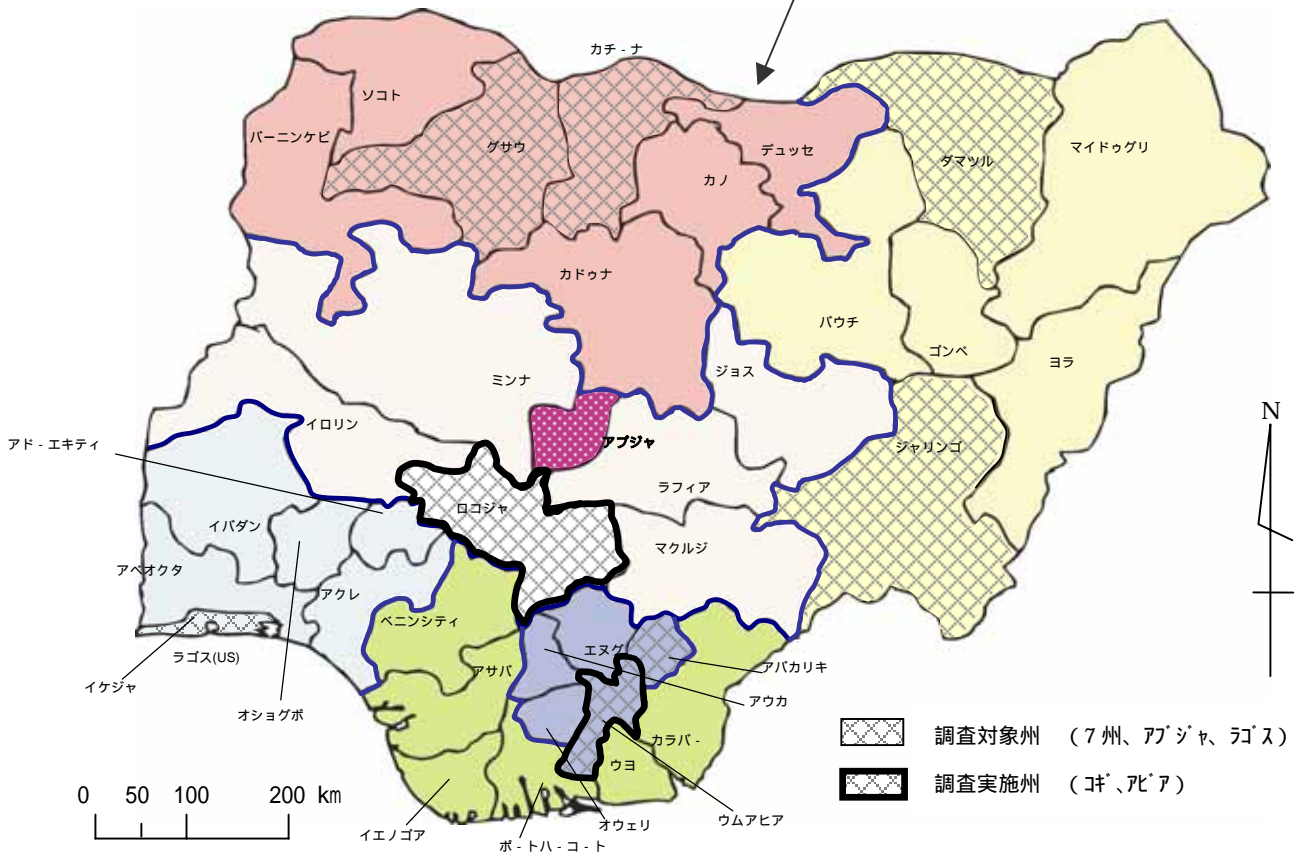 カチ-ナ
ソコト
バーニンケビ
グサウ
デュッセ
カノ
ダマツル
マイドゥグリ
カドゥナ
バウチ
ゴンベ
ヨラ
ジョス
ミンナ
イロリン
アブジャ
ジャリンゴ
N
アド-エキティ
ラフィア
ロコジャ
マクルジ
イバダン
アベオクタ
アクレ
ベニンシティ
エヌグ
アバカリキ
ラゴス(US)
アサバ
イケジャ
アウカ
オショグボ
カラバ-
ウヨ
調査対象州 (7州、アブジャ、ラゴス)
調査実施州 (コギ、アビア)
0 50 100 200 km
ウムアヒア
オウェリ
イエノゴア
ポ-トハ-コ-ト